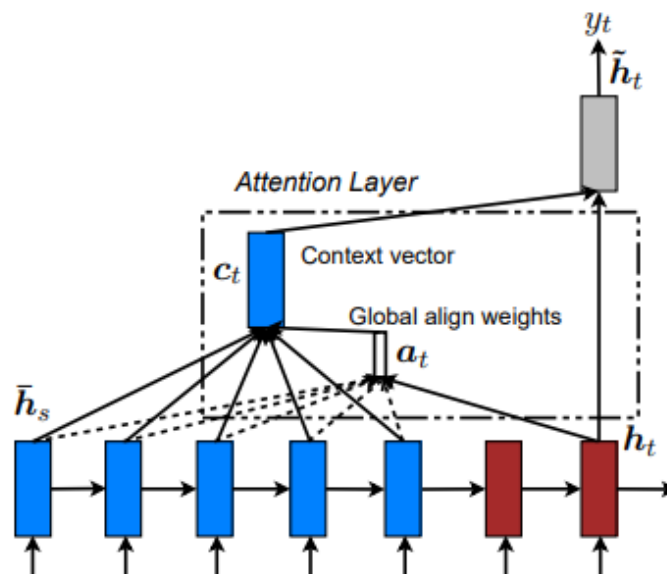 y_t
h̃_t
Attention Layer
c_t
Context vector
Global align weights
a_t
h̄_s
h_t